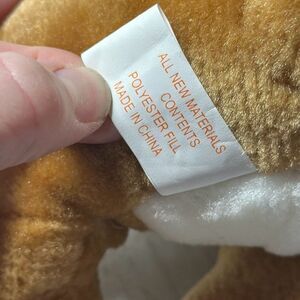 ALL NEW MATERIALS
CONTENTS
POLYESTER FILL
MADE IN CHINA